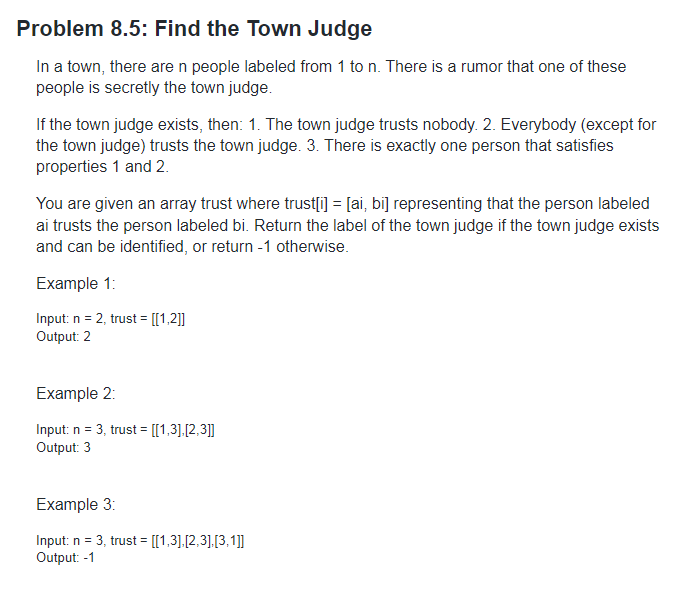 Problem 8.5: Find the Town Judge
In a town, there are n people labeled from 1 to n. There is a rumor that one of these
people is secretly the town judge.
If the town judge exists, then: 1. The town judge trusts nobody. 2. Everybody (except for
the town judge) trusts the town judge. 3. There is exactly one person that satisfies
properties 1 and 2.
You are given an array trust where trust[i] = [ai, bi] representing that the person labeled
ai trusts the person labeled bi. Return the label of the town judge if the town judge exists
and can be identified, or return -1 otherwise.
Example 1:
Input: n = 2, trust = [[1,2]]
Output: 2
Example 2:
Input: n = 3, trust = [[1,3],[2,3]]
Output: 3
Example 3:
Input: n = 3, trust = [[1,3],[2,3],[3,1]]
Output: -1